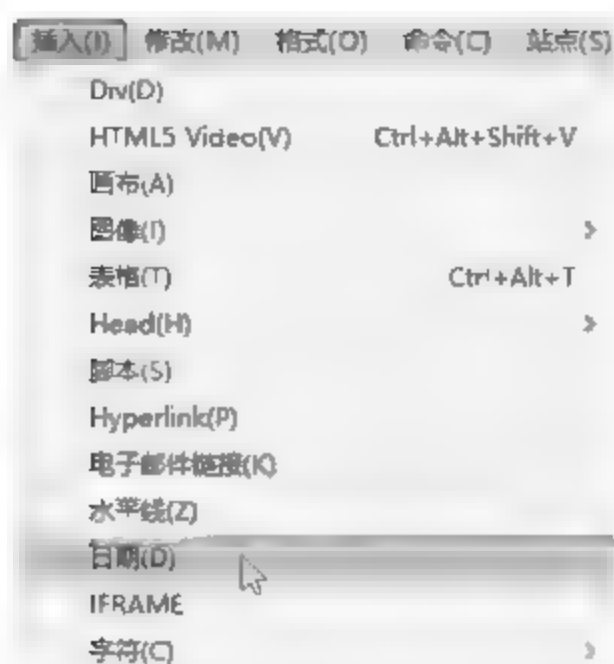 插入(I) 修改(M) 格式(O) 命令(C) 站点(S)
Div(D)
HTML5 Video(V) Ctrl+Alt+Shift+V
画布(A)
图像(I)
表格(T) Ctrl+Alt+T
Head(H)
脚本(S)
Hyperlink(P)
电子邮件链接(K)
水平线(Z)
日期(D)
IFRAME
字符(C)